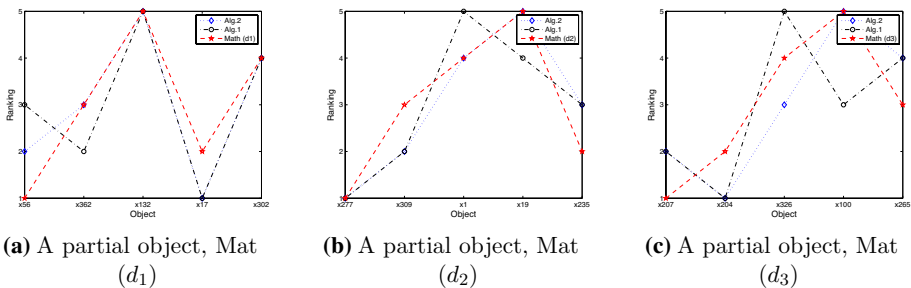 5
4
3
2
1
Ranking
x56 x362 x132 x17 x302
Object
Alg.2
Alg.1
Math (d1)
(a) A partial object, Mat
(d1)
5
4
3
2
1
Ranking
x277 x309 x1 x19 x235
Object
Alg.2
Alg.1
Math (d2)
(b) A partial object, Mat
(d2)
5
4
3
2
1
Ranking
x207 x204 x326 x100 x265
Object
Alg.2
Alg.1
Math (d3)
(c) A partial object, Mat
(d3)